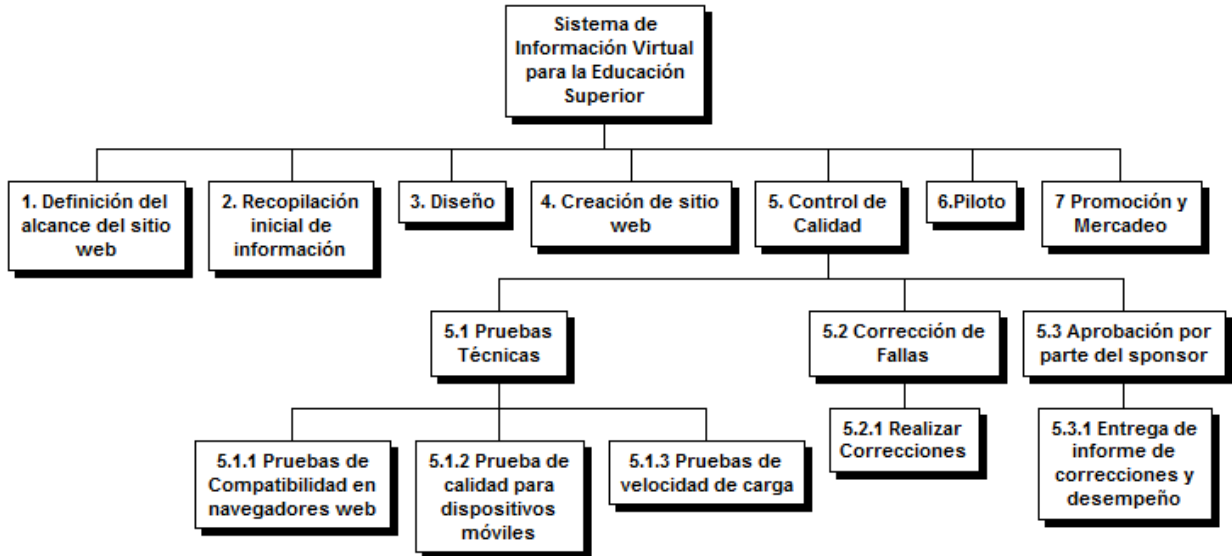 Sistema de
Información Virtual
para la Educación
Superior
1. Definición del
alcance del sitio
web
2. Recopilación
inicial de
información
3. Diseño
4. Creación de sitio
web
5. Control de
Calidad
6.Piloto
7 Promoción y
Mercadeo
5.1 Pruebas
Técnicas
5.2 Corrección de
Fallas
5.3 Aprobación por
parte del sponsor
5.1.1 Pruebas de
Compatibilidad en
navegadores web
5.1.2 Prueba de
calidad para
dispositivos
móviles
5.1.3 Pruebas de
velocidad de carga
5.2.1 Realizar
Correcciones
5.3.1 Entrega de
informe de
correcciones y
desempeño